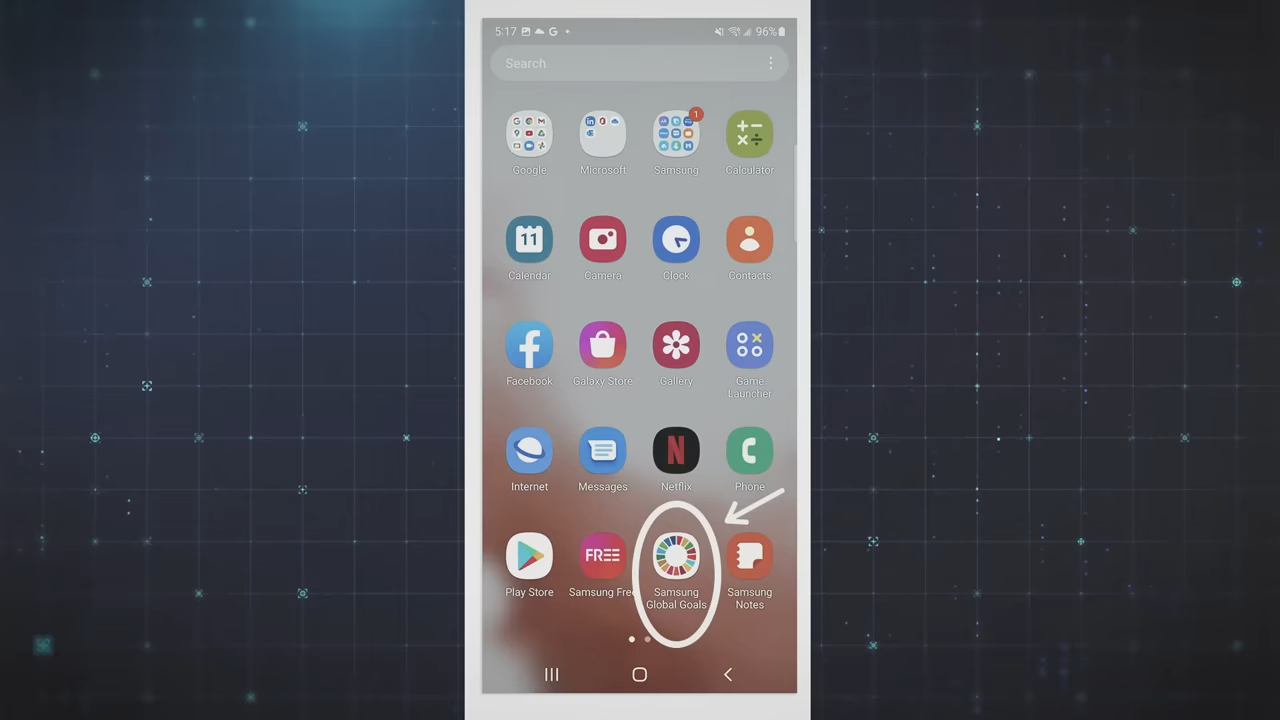 5:17 G 96%
Search
Google Microsoft Samsung 1 Calculator
11
Calendar Camera Clock Contacts
Facebook Galaxy Store Gallery Game
Launcher
N
Internet Messages Netflix Phone
FREE
Play Store Samsung Fre Samsung Samsung
Global Goals Notes